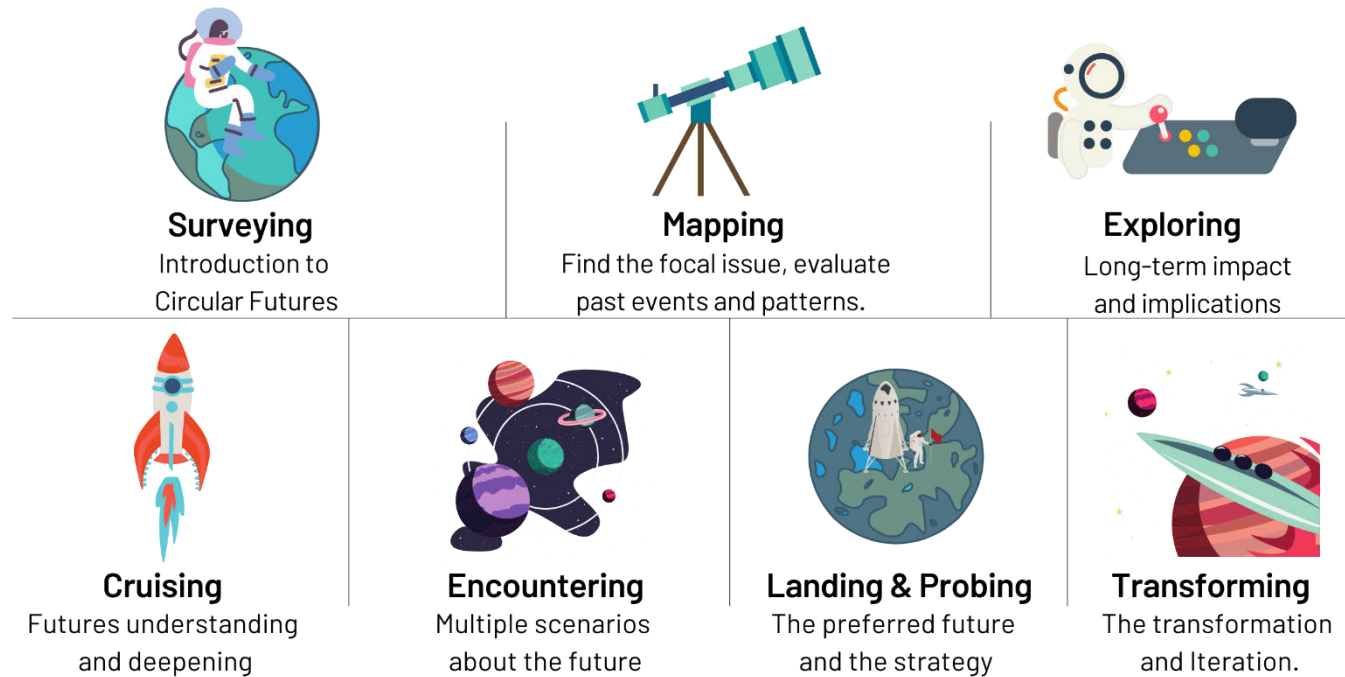 Surveying
Introduction to
Circular Futures
Mapping
Find the focal issue, evaluate
past events and patterns.
Exploring
Long-term impact
and implications
Cruising
Futures understanding
and deepening
Encountering
Multiple scenarios
about the future
Landing & Probing
The preferred future
and the strategy
Transforming
The transformation
and Iteration.